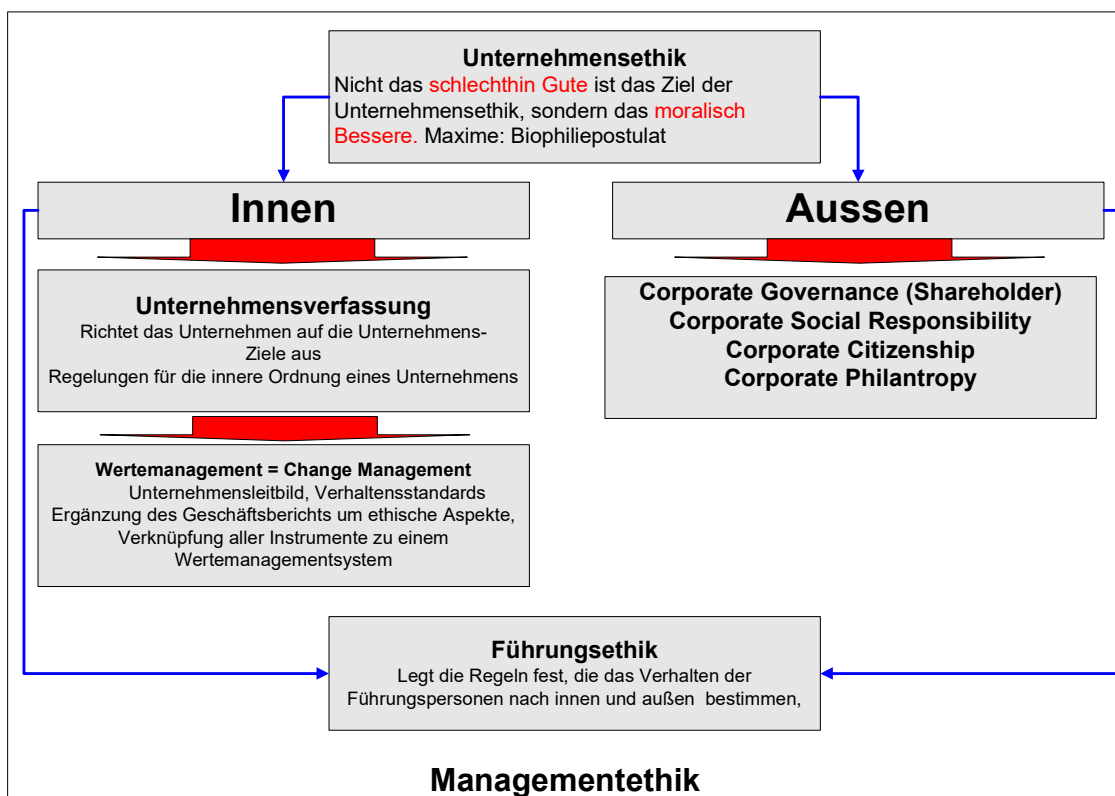 Unternehmensethik
Nicht das schlechthin Gute ist das Ziel der
Unternehmensethik, sondern das moralisch
Bessere. Maxime: Biophiliepostulat
Innen
Aussen
Unternehmensverfassung
Richtet das Unternehmen auf die Unternehmens-
Ziele aus
Regelungen für die innere Ordnung eines Unternehmens
Corporate Governance (Shareholder)
Corporate Social Responsibility
Corporate Citizenship
Corporate Philantropy
Wertemanagement = Change Management
Unternehmensleitbild, Verhaltensstandards
Ergänzung des Geschäftsberichts um ethische Aspekte,
Verknüpfung aller Instrumente zu einem
Wertemanagementsystem
Führungsethik
Legt die Regeln fest, die das Verhalten der
Führungspersonen nach innen und außen bestimmen,
Managementethik